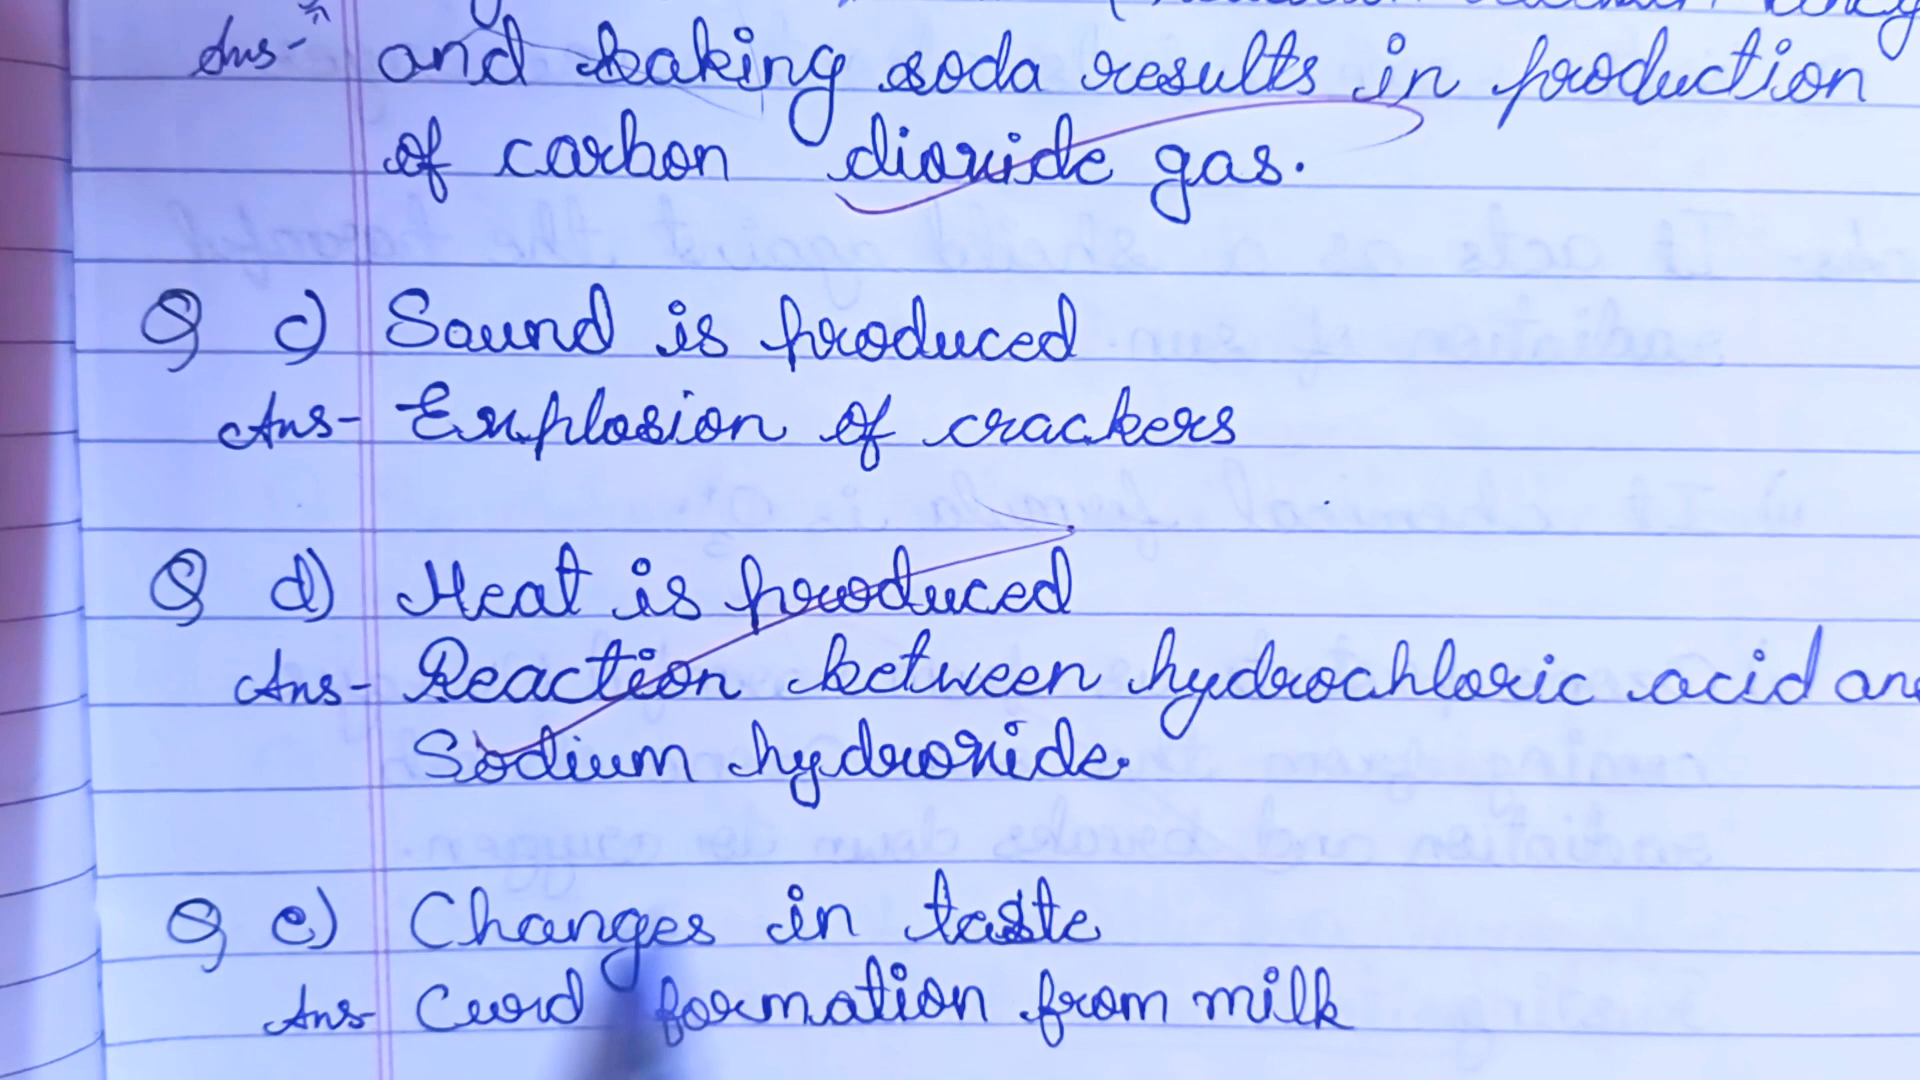 Ans- and baking soda results in production
of carbon dioxide gas.
Q c) Sound is produced
Ans- Explosion of crackers
Q d) Heat is produced
Ans- Reaction between hydrochloric acid and
Sodium hydroxide.
Q e) Changes in taste
Ans- Curd formation from milk